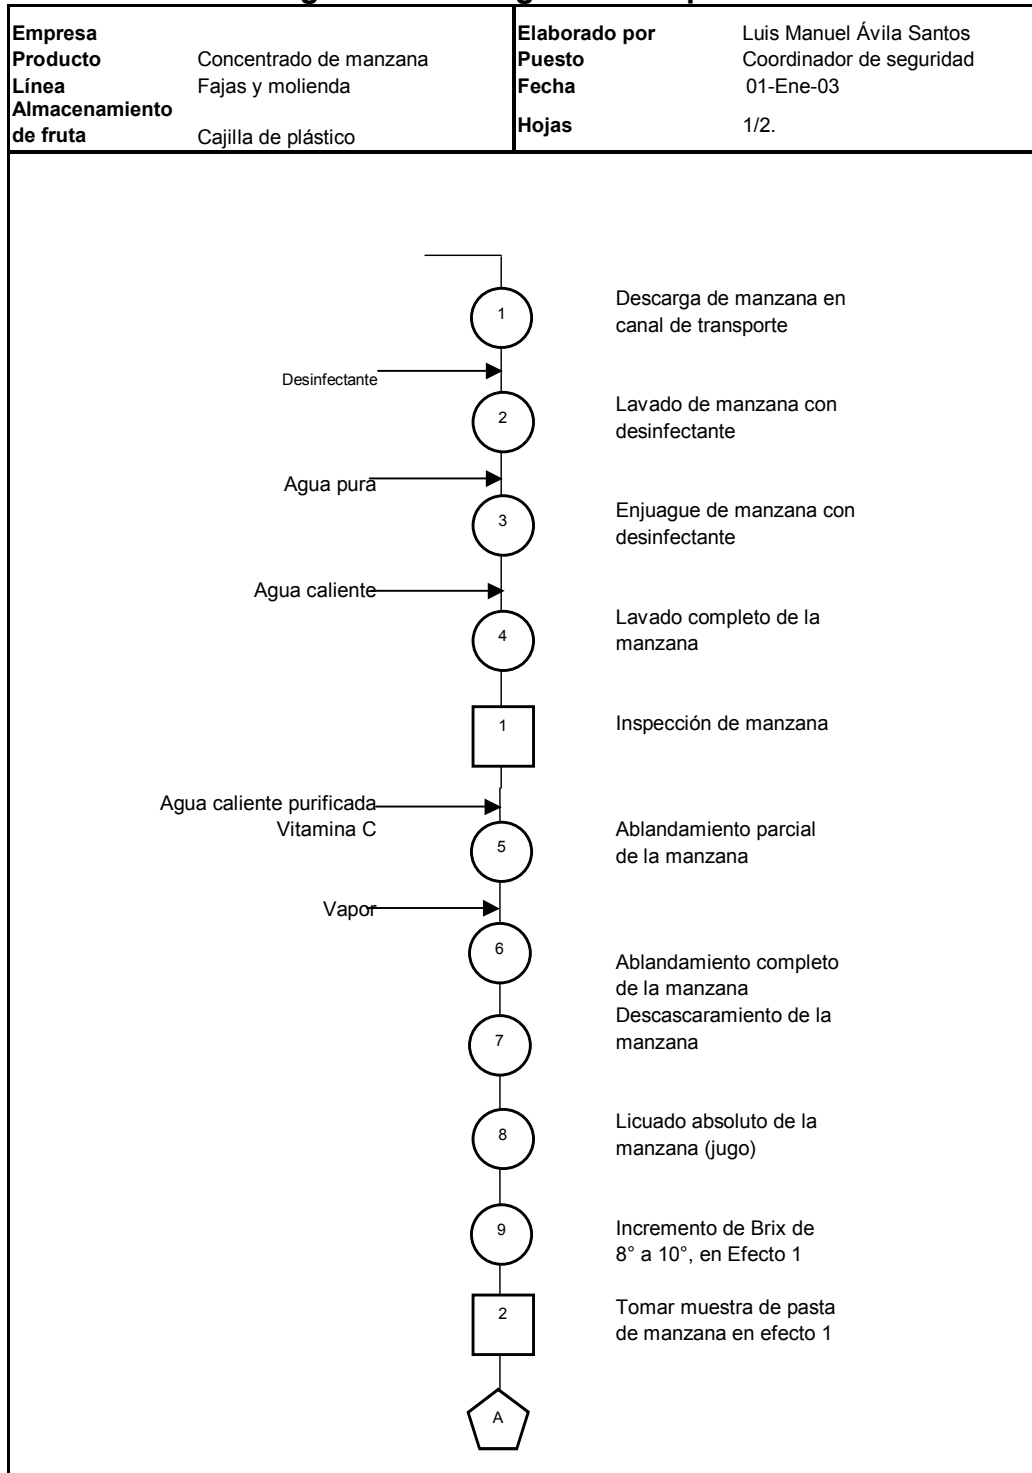 Empresa
Producto Concentrado de manzana
Línea Fajas y molienda
Almacenamiento
de fruta Cajilla de plástico
Elaborado por Luis Manuel Ávila Santos
Puesto Coordinador de seguridad
Fecha 01-Ene-03
Hojas 1/2.
1
Descarga de manzana en
canal de transporte
Desinfectante
2
Lavado de manzana con
desinfectante
Agua pura
3
Enjuague de manzana con
desinfectante
Agua caliente
4
Lavado completo de la
manzana
1
Inspección de manzana
Agua caliente purificada
Vitamina C
5
Ablandamiento parcial
de la manzana
Vapor
6
Ablandamiento completo
de la manzana
7
Descascaramiento de la
manzana
8
Licuado absoluto de la
manzana (jugo)
9
Incremento de Brix de
8° a 10°, en Efecto 1
2
Tomar muestra de pasta
de manzana en efecto 1
A